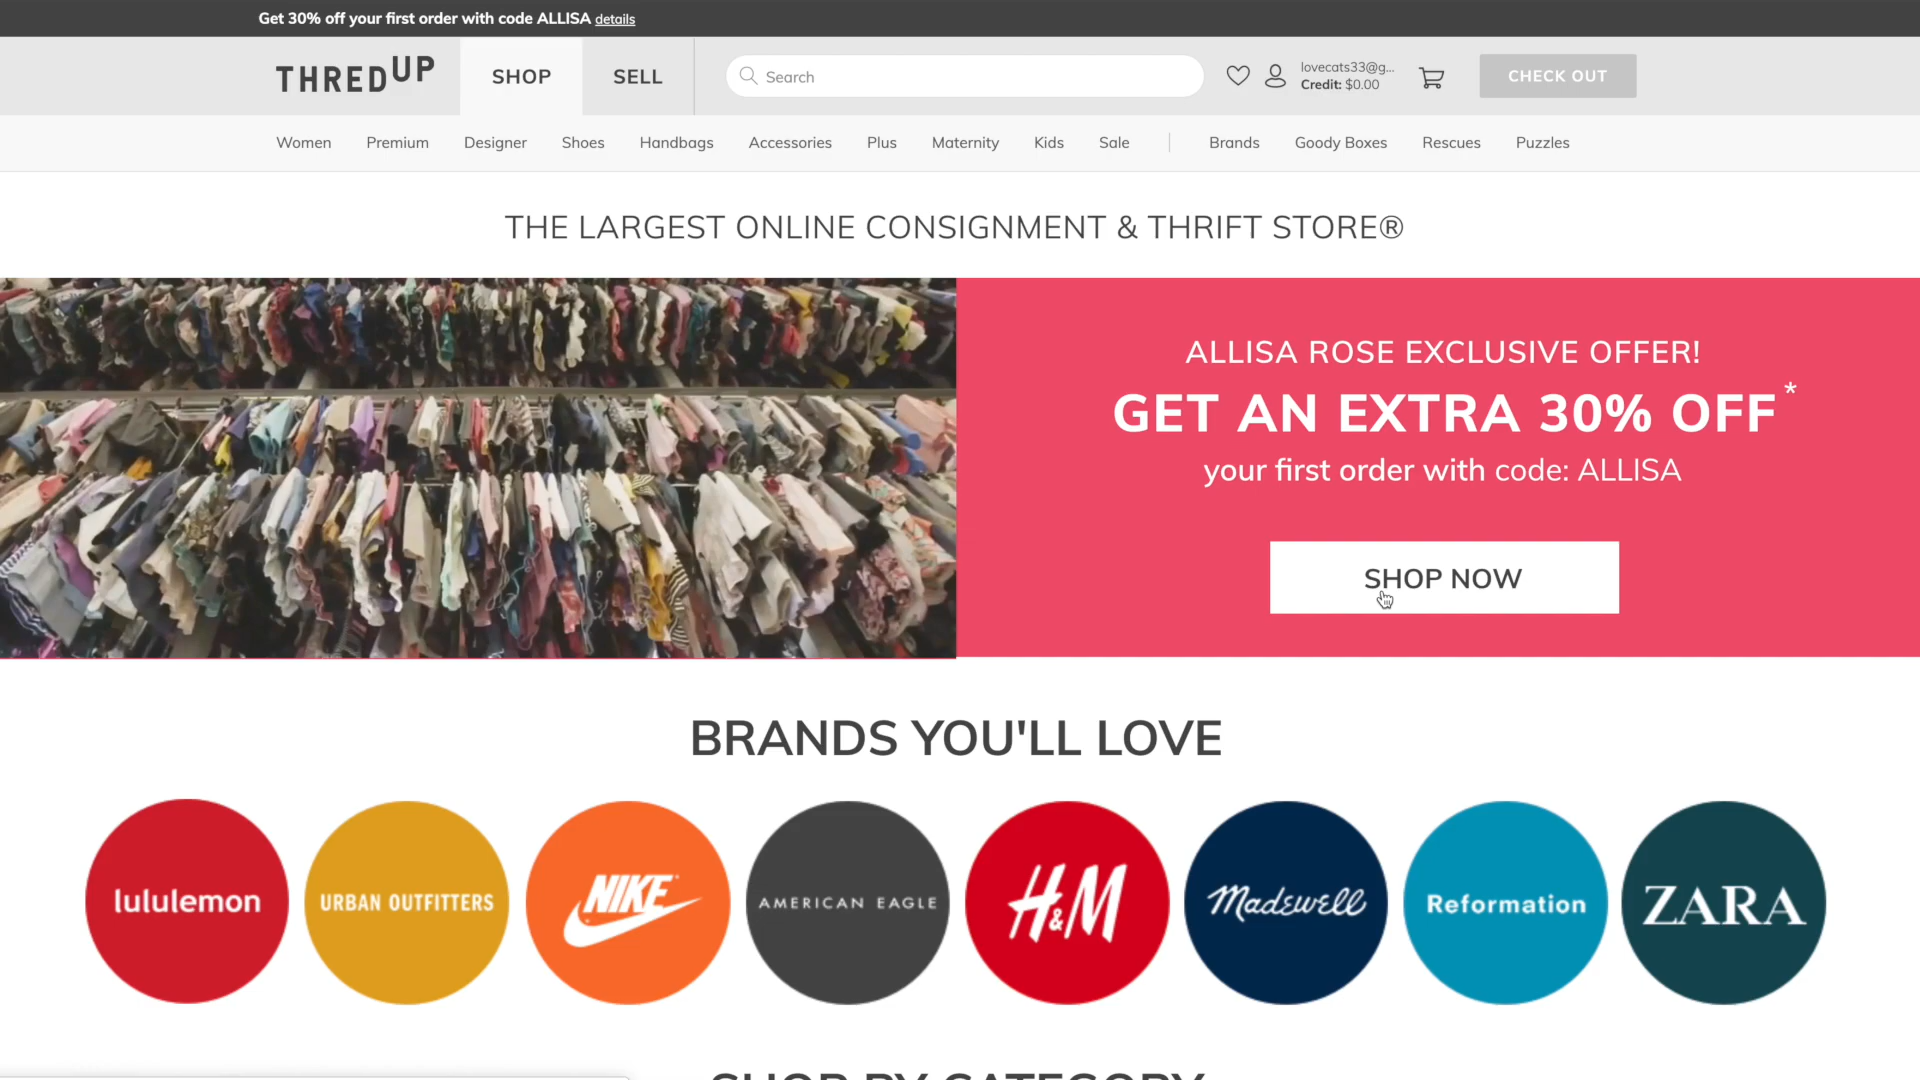 Get 30% off your first order with code ALLISA details
THREDUP
SHOP
SELL
Search
lovecats33@g...
Credit: $0.00
CHECK OUT
Women
Premium
Designer
Shoes
Handbags
Accessories
Plus
Maternity
Kids
Sale
Brands
Goody Boxes
Rescues
Puzzles
THE LARGEST ONLINE CONSIGNMENT & THRIFT STORE®
ALLISA ROSE EXCLUSIVE OFFER!
GET AN EXTRA 30% OFF*
your first order with code: ALLISA
SHOP NOW
BRANDS YOU'LL LOVE
lululemon
URBAN OUTFITTERS
NIKE
AMERICAN EAGLE
H&M
Madewell
Reformation
ZARA
SHOP BY CATEGORY